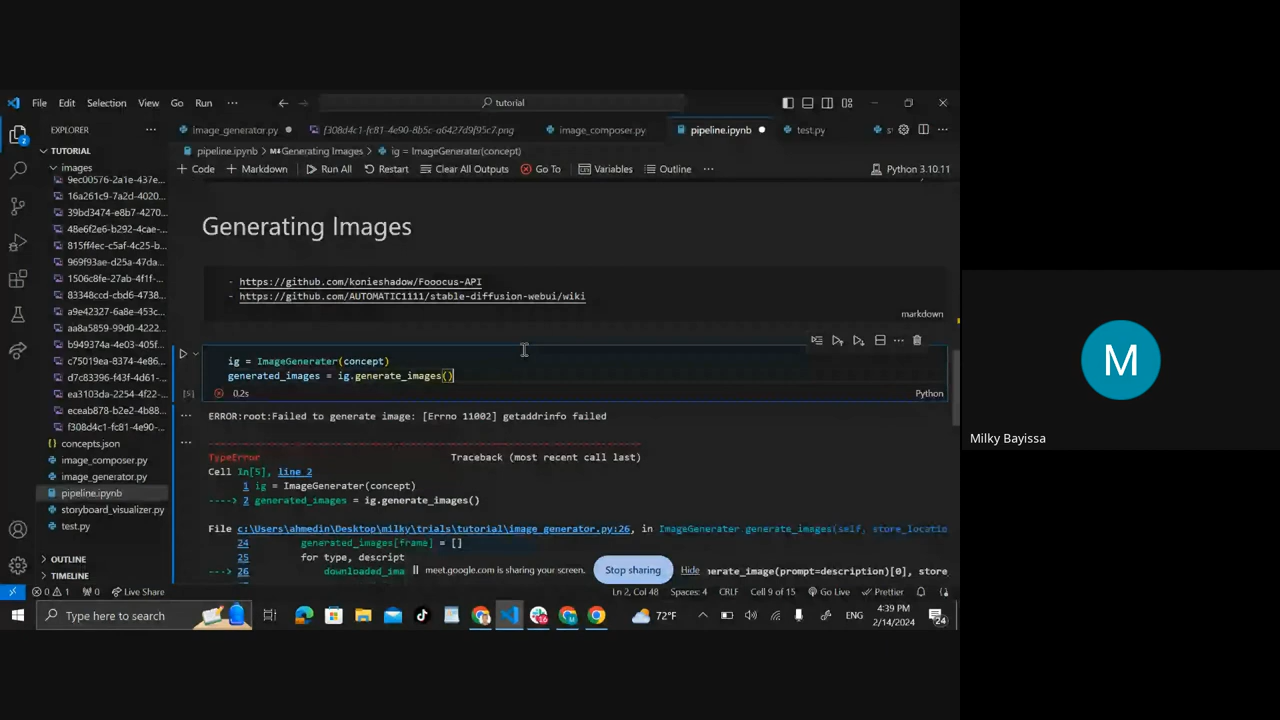 File Edit Selection View Go Run ··· tutorial
EXPLORER ···
image_generator.py
f308d4c1-fc81-4e90-8b5c-a6427d9f95c7.png
image_composer.py
pipeline.ipynb
test.py
TUTORIAL
pipeline.ipynb > M↓Generating Images > ig = ImageGenerater(concept)
+ Code + Markdown Run All Restart Clear All Outputs Go To Variables Outline ··· Python 3.10.11
images
9ec00576-2a1e-437e...
16a261c9-7a2d-4020...
39bd3474-e8b7-4270...
48e6f2e6-b292-4cae-...
815ff4ec-c5af-4c25-b...
969f93ae-d25a-47da...
1506c8fe-27ab-4f1f-...
83348ccd-cbd6-4738...
a9e42327-6a8e-453c...
aa8a5859-99d0-4222...
b949374a-4e03-405f-...
c75019ea-8374-4e86...
d7c83396-f43f-4d61-...
ea3103da-2254-4f22-...
eceab878-b2e2-4b88...
f308d4c1-fc81-4e90-...
concepts.json
image_composer.py
image_generator.py
pipeline.ipynb
storyboard_visualizer.py
test.py
OUTLINE
TIMELINE
Generating Images
- https://github.com/konieshadow/Fooocus-API
- https://github.com/AUTOMATIC1111/stable-diffusion-webui/wiki
markdown
ig = ImageGenerater(concept)
generated_images = ig.generate_images()
[5] 0.2s Python
ERROR:root:Failed to generate image: [Errno 11002] getaddrinfo failed
TypeError Traceback (most recent call last)
Cell In[5], line 2
1 ig = ImageGenerater(concept)
----> 2 generated_images = ig.generate_images()
File c:\Users\ahmedin\Desktop\milky\trials\tutorial\image_generator.py:26, in ImageGenerater.generate_images(self, store_locatio
24 generated_images[frame] = []
25 for type, descript
---> 26 downloaded_ima
nerate_image(prompt=description)[0], store_
meet.google.com is sharing your screen. Stop sharing Hide
0 1 0 Live Share Ln 2, Col 48 Spaces: 4 CRLF Cell 9 of 15 Go Live Prettier
Type here to search 72°F ENG 4:39 PM
2/14/2024 24
M
Milky Bayissa